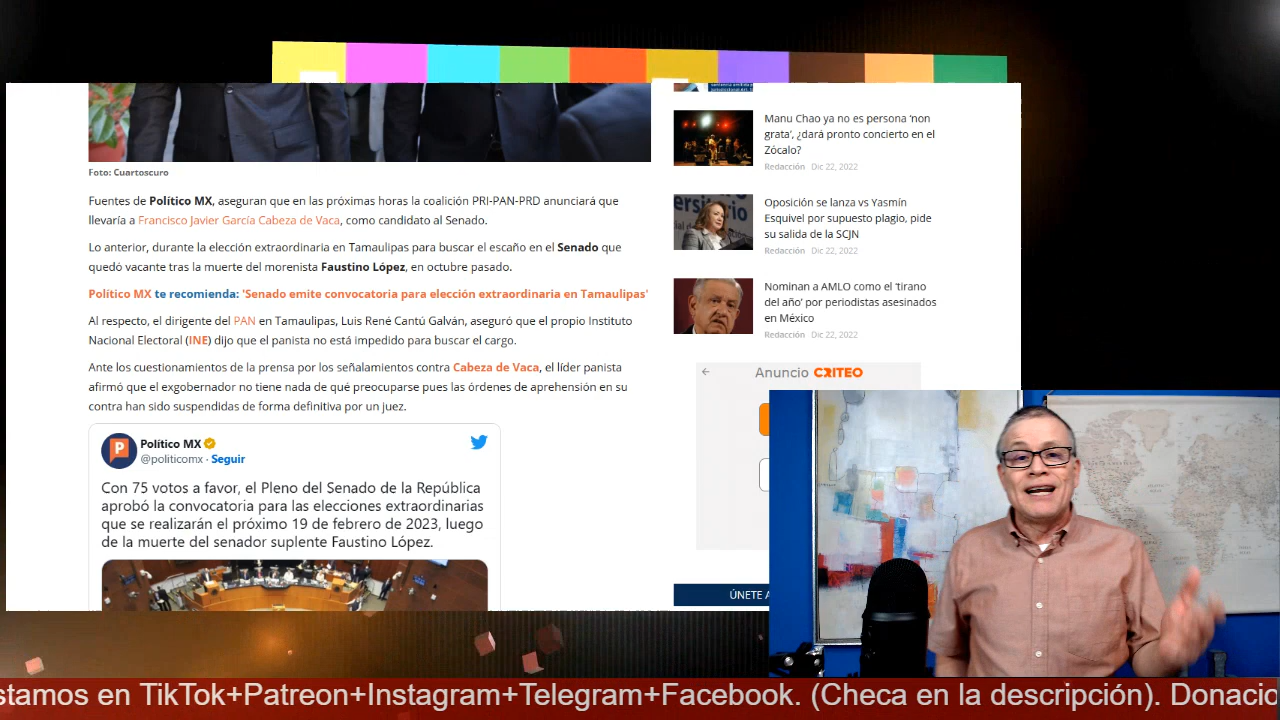 Foto: Cuartoscuro
Fuentes de Político MX, aseguran que en las próximas horas la coalición PRI-PAN-PRD anunciará que
llevaría a Francisco Javier García Cabeza de Vaca, como candidato al Senado.
Lo anterior, durante la elección extraordinaria en Tamaulipas para buscar el escaño en el Senado que
quedó vacante tras la muerte del morenista Faustino López, en octubre pasado.
Político MX te recomienda: 'Senado emite convocatoria para elección extraordinaria en Tamaulipas'
Al respecto, el dirigente del PAN en Tamaulipas, Luis René Cantú Galván, aseguró que el propio Instituto
Nacional Electoral (INE) dijo que el panista no está impedido para buscar el cargo.
Ante los cuestionamientos de la prensa por los señalamientos contra Cabeza de Vaca, el líder panista
afirmó que el exgobernador no tiene nada de qué preocuparse pues las órdenes de aprehensión en su
contra han sido suspendidas de forma definitiva por un juez.
P
Político MX
@politicomx · Seguir
Con 75 votos a favor, el Pleno del Senado de la República
aprobó la convocatoria para las elecciones extraordinarias
que se realizarán el próximo 19 de febrero de 2023, luego
de la muerte del senador suplente Faustino López.
Manu Chao ya no es persona 'non
grata', ¿dará pronto concierto en el
Zócalo?
Redacción Dic 22, 2022
Oposición se lanza vs Yasmín
Esquivel por supuesto plagio, pide
su salida de la SCJN
Redacción Dic 22, 2022
Nominan a AMLO como el 'tirano
del año' por periodistas asesinados
en México
Redacción Dic 22, 2022
Anuncio CRITEO
ÚNETE A
stamos en TikTok+Patreon+Instagram+Telegram+Facebook. (Checa en la descripción). Donacio